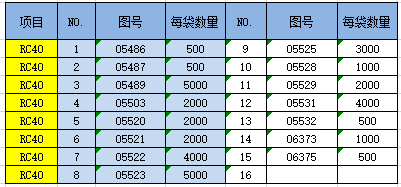 项目 NO. 图号 每袋数量 NO. 图号 每袋数量
RC40 1 05486 500 9 05525 3000
RC40 2 05487 500 10 05528 1000
RC40 3 05489 5000 11 05529 2000
RC40 4 05503 2000 12 05531 4000
RC40 5 05520 2000 13 05532 500
RC40 6 05521 2000 14 06373 1000
RC40 7 05522 4000 15 06375 500
RC40 8 05523 5000 16